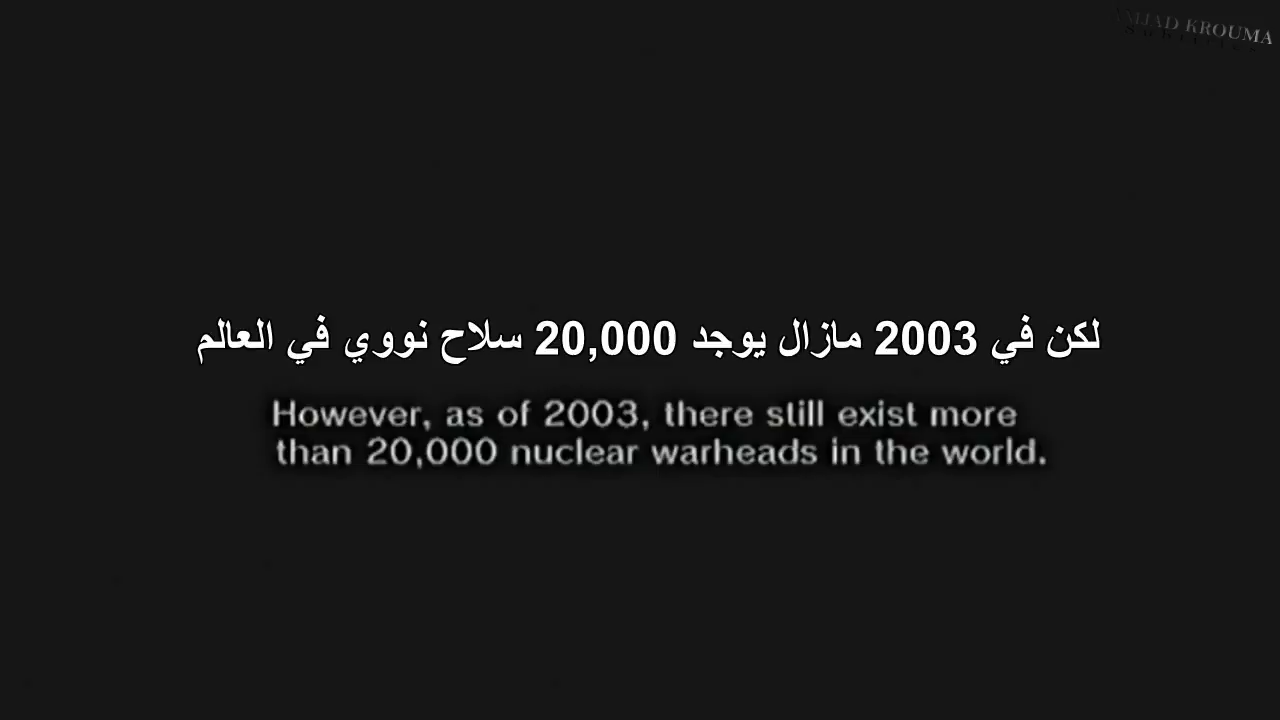 KROUMA
لكن في 2003 مازال يوجد 20,000 سلاح نووي في العالم
However, as of 2003, there still exist more
than 20,000 nuclear warheads in the world.